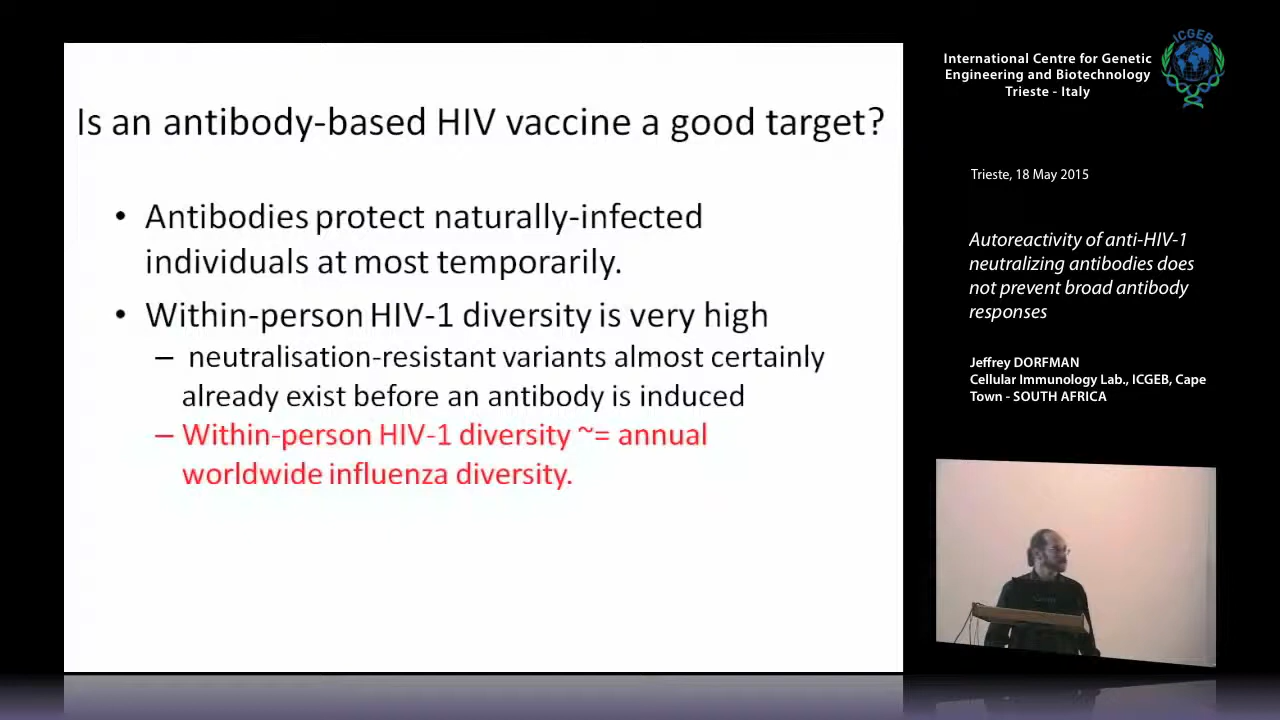 Is an antibody-based HIV vaccine a good target?
• Antibodies protect naturally-infected
individuals at most temporarily.
• Within-person HIV-1 diversity is very high
– neutralisation-resistant variants almost certainly
already exist before an antibody is induced
– Within-person HIV-1 diversity ~= annual
worldwide influenza diversity.
International Centre for Genetic
Engineering and Biotechnology
Trieste - Italy
ICGEB
Trieste, 18 May 2015
Autoreactivity of anti-HIV-1
neutralizing antibodies does
not prevent broad antibody
responses
Jeffrey DORFMAN
Cellular Immunology Lab., ICGEB, Cape
Town - SOUTH AFRICA